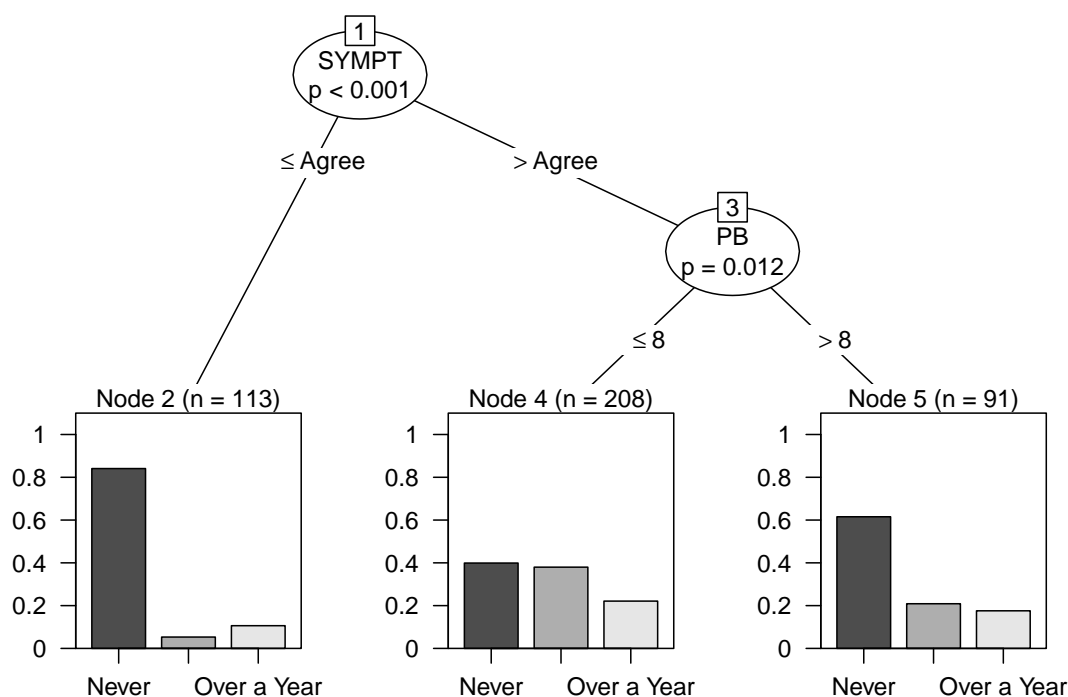 1
SYMPT
p < 0.001
≤ Agree
> Agree
3
PB
p = 0.012
≤ 8
> 8
Node 2 (n = 113)
1
0.8
0.6
0.4
0.2
0
Never
Over a Year
Node 4 (n = 208)
1
0.8
0.6
0.4
0.2
0
Never
Over a Year
Node 5 (n = 91)
1
0.8
0.6
0.4
0.2
0
Never
Over a Year